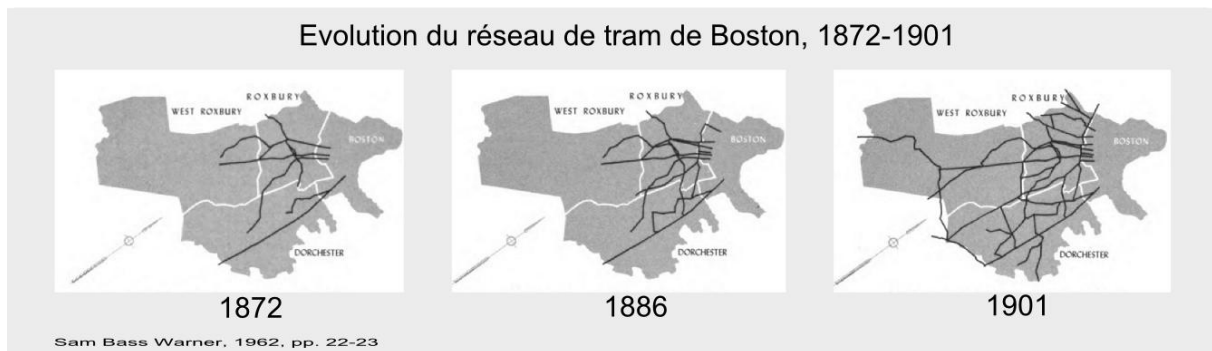 Evolution du réseau de tram de Boston, 1872-1901
WEST ROXBURY
ROXBURY
BOSTON
DORCHESTER
1872
WEST ROXBURY
ROXBURY
BOSTON
DORCHESTER
1886
WEST ROXBURY
ROXBURY
BOSTON
DORCHESTER
1901
Sam Bass Warner, 1962, pp. 22-23